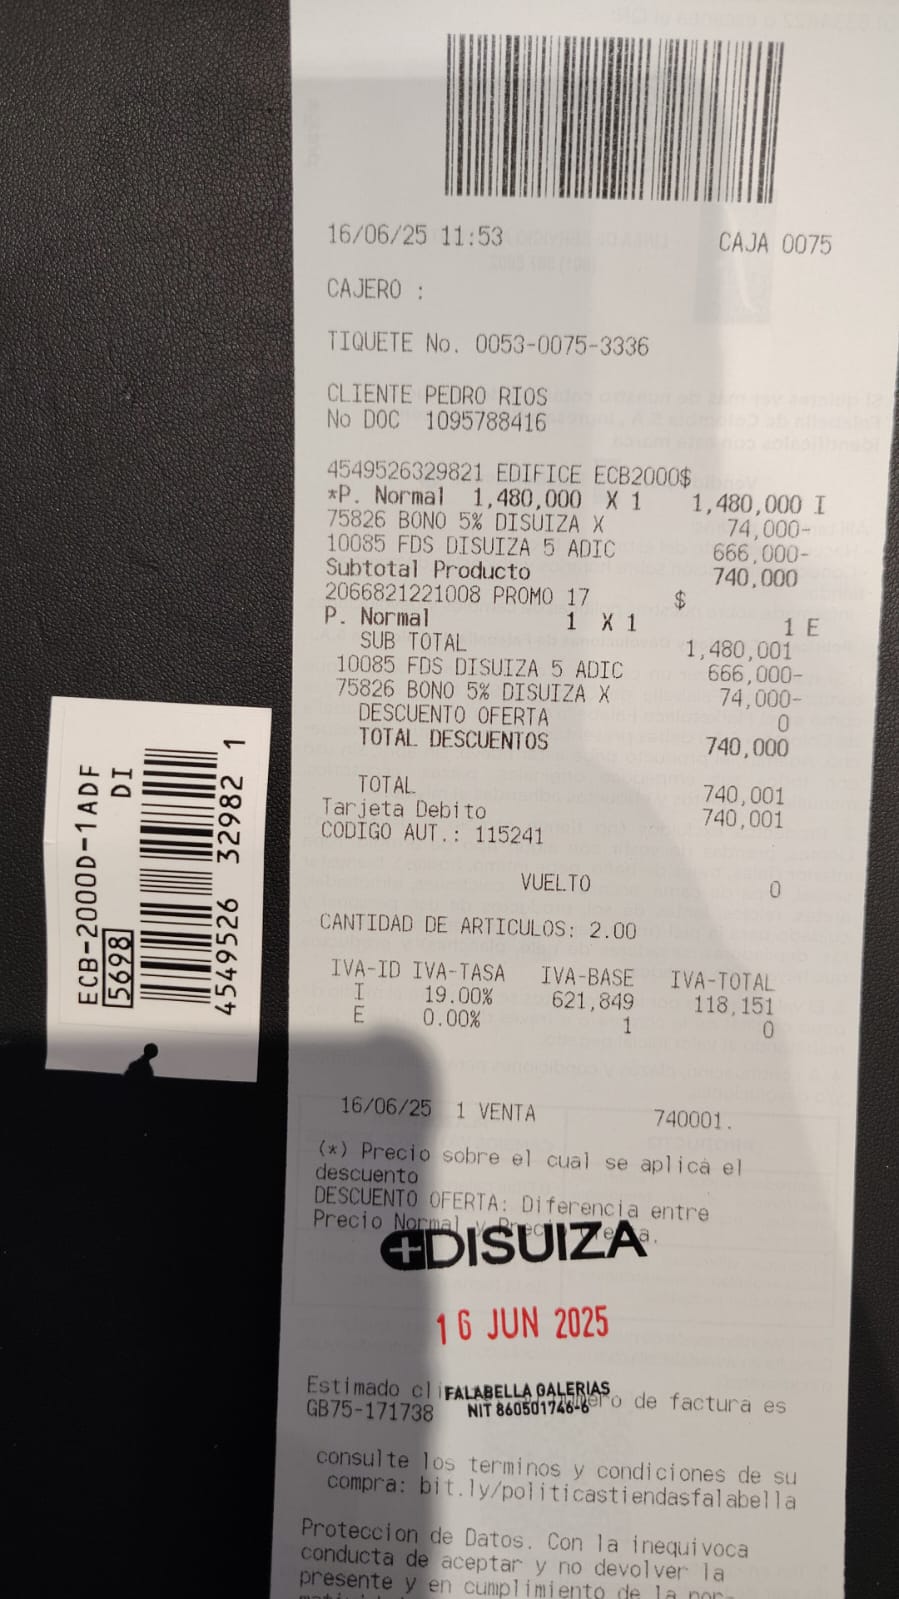 16/06/25 11:53 CAJA 0075
CAJERO :
TIQUETE No. 0053-0075-3336
CLIENTE PEDRO RIOS
No DOC 1095788416
4549526329821 EDIFICE ECB2000$
*P. Normal 1,480,000 X 1 1,480,000 I
75826 BONO 5% DISUIZA X 74,000-
10085 FDS DISUIZA 5 ADIC 666,000-
Subtotal Producto 740,000
2066821221008 PROMO 17 $
P. Normal 1 X 1 1 E
SUB TOTAL 1,480,001
10085 FDS DISUIZA 5 ADIC 666,000-
75826 BONO 5% DISUIZA X 74,000-
DESCUENTO OFERTA 0
TOTAL DESCUENTOS 740,000
TOTAL 740,001
Tarjeta Debito 740,001
CODIGO AUT.: 115241
VUELTO 0
CANTIDAD DE ARTICULOS: 2.00
IVA-ID IVA-TASA IVA-BASE IVA-TOTAL
I 19.00% 621,849 118,151
E 0.00% 1 0
16/06/25 1 VENTA 740001.
(*) Precio sobre el cual se aplica el
descuento
DESCUENTO OFERTA: Diferencia entre
Precio Normal y
DISUIZA
16 JUN 2025
FALABELLA GALERIAS
NIT 860501746-6
Estimado de factura es
GB75-171738
consulte los terminos y condiciones de su
compra: bit.ly/politicastiendasfalabella
Proteccion de Datos. Con la inequivoca
conducta de aceptar y no devolver la
presente y en cumplimiento de la nor-
ECB-2000D-1ADF
DI
5698
4549526 32982 1